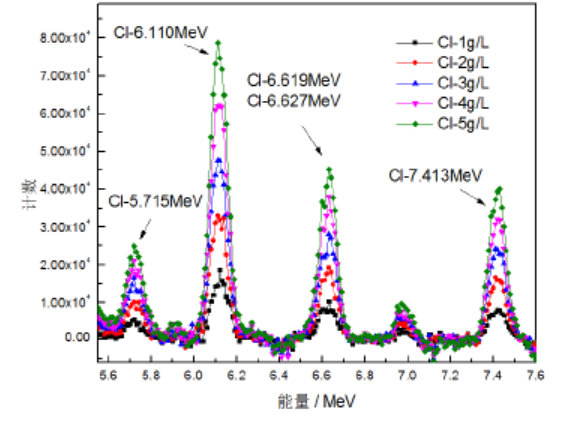 8.00x10⁴
7.00x10⁴
6.00x10⁴
5.00x10⁴
4.00x10⁴
3.00x10⁴
2.00x10⁴
1.00x10⁴
0.00
计数
Cl-6.110MeV
Cl-6.619MeV
Cl-6.627MeV
Cl-5.715MeV
Cl-7.413MeV
Cl-1g/L
Cl-2g/L
Cl-3g/L
Cl-4g/L
Cl-5g/L
5.6 5.8 6.0 6.2 6.4 6.6 6.8 7.0 7.2 7.4 7.6
能量 / MeV